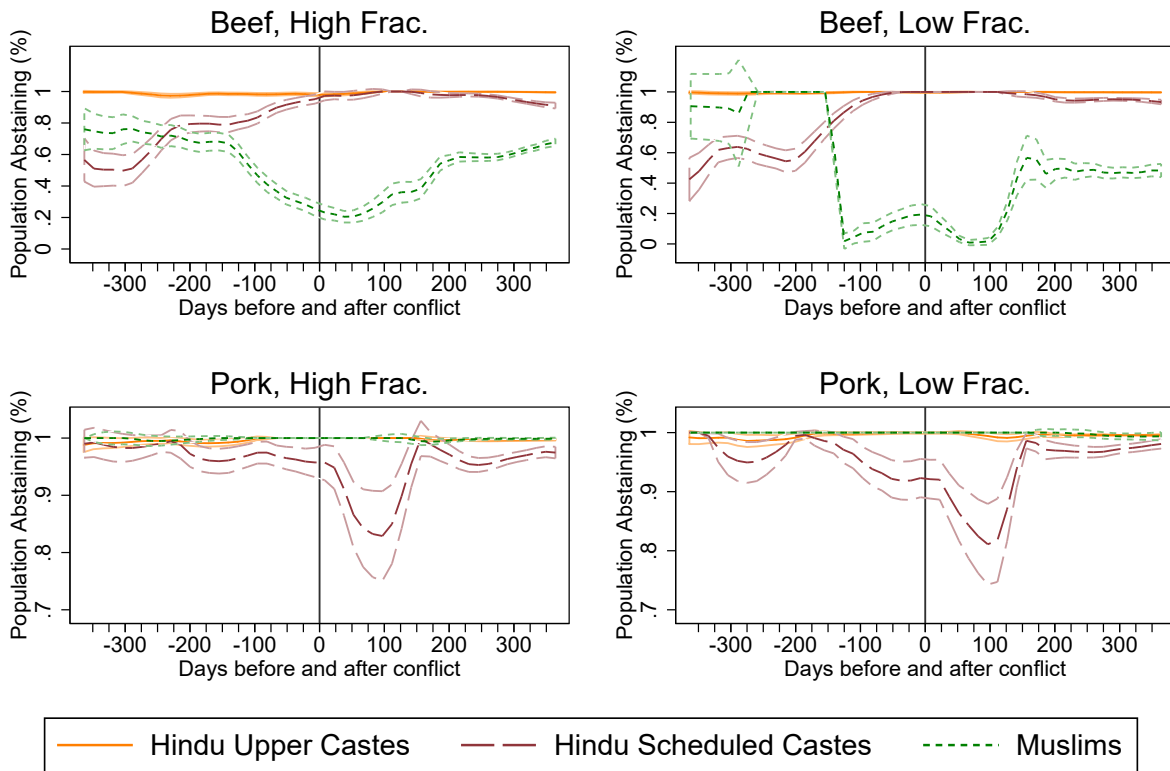 Beef, High Frac.
Population Abstaining (%)
0 .2 .4 .6 .8 1
-300 -200 -100 0 100 200 300
Days before and after conflict
Beef, Low Frac.
Population Abstaining (%)
0 .2 .4 .6 .8 1
-300 -200 -100 0 100 200 300
Days before and after conflict
Pork, High Frac.
Population Abstaining (%)
.7 .8 .9 1
-300 -200 -100 0 100 200 300
Days before and after conflict
Pork, Low Frac.
Population Abstaining (%)
.7 .8 .9 1
-300 -200 -100 0 100 200 300
Days before and after conflict
Hindu Upper Castes Hindu Scheduled Castes Muslims